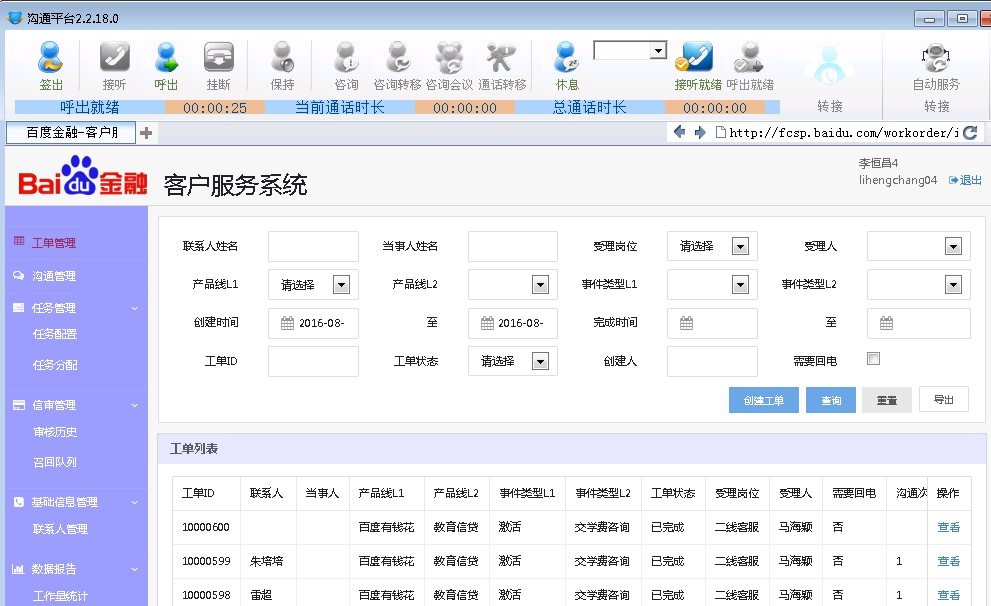 沟通平台2.2.18.0
签出 接听 呼出 挂断 保持 咨询 咨询转移 咨询会议 通话转移 休息 接听就绪 呼出就绪 转接 自动服务
转接
呼出就绪 00:00:25 当前通话时长 00:00:00 总通话时长 00:00:00
百度金融-客户服 http://fcsp.baidu.com/workorder/i
Bai du 金融 客户服务系统
李恒昌4
lihengchang04 退出
工单管理
沟通管理
任务管理
任务配置
任务分配
信审管理
审核历史
召回队列
基础信息管理
联系人管理
数据报告
工作量统计
联系人姓名 当事人姓名 受理岗位 请选择 受理人
产品线L1 请选择 产品线L2 事件类型L1 事件类型L2
创建时间 2016-08- 至 2016-08- 完成时间 至
工单ID 工单状态 请选择 创建人 需要回电
创建工单 查询 重置 导出
工单列表
工单ID 联系人 当事人 产品线L1 产品线L2 事件类型L1 事件类型L2 工单状态 受理岗位 受理人 需要回电 沟通次 操作
10000600 百度有钱花 教育信贷 激活 交学费咨询 已完成 二线客服 马海颖 否 查看
10000599 朱培培 百度有钱花 教育信贷 激活 交学费咨询 已完成 二线客服 马海颖 否 1 查看
10000598 雷超 百度有钱花 教育信贷 激活 交学费咨询 已完成 二线客服 马海颖 否 1 查看